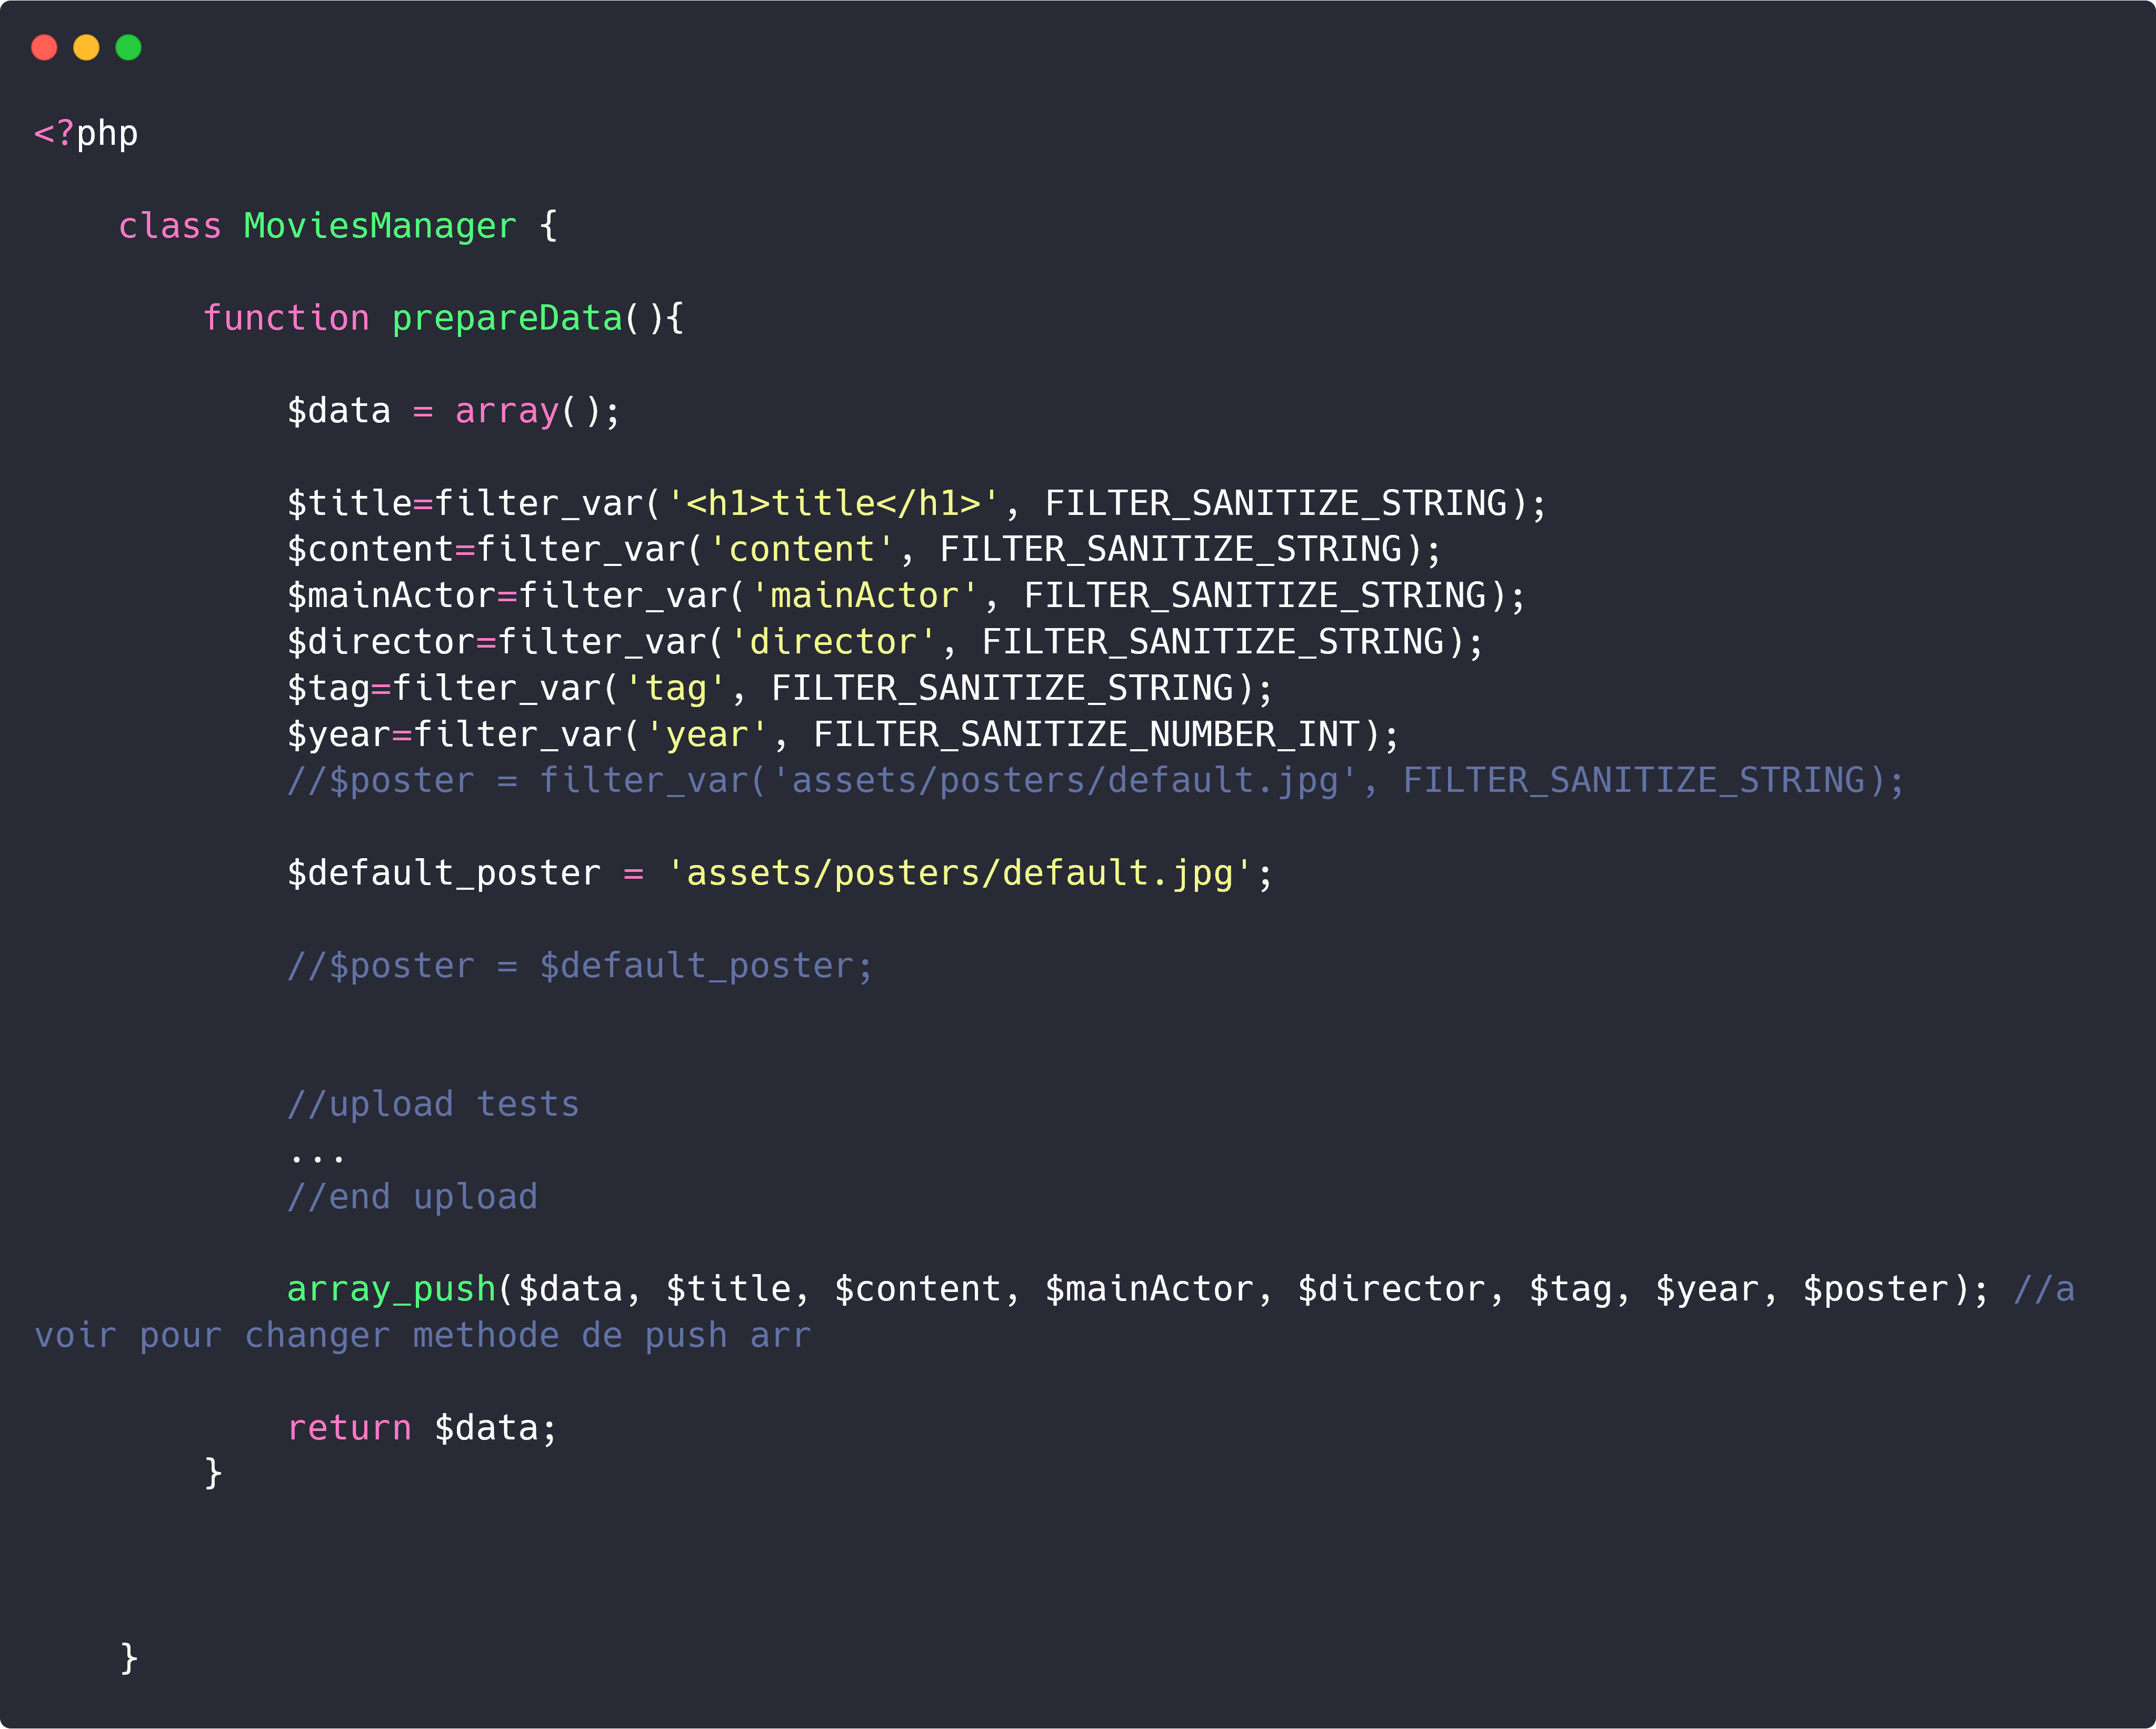 <?php
class MoviesManager {
function prepareData(){
$data = array();
$title=filter_var('<h1>title</h1>', FILTER_SANITIZE_STRING);
$content=filter_var('content', FILTER_SANITIZE_STRING);
$mainActor=filter_var('mainActor', FILTER_SANITIZE_STRING);
$director=filter_var('director', FILTER_SANITIZE_STRING);
$tag=filter_var('tag', FILTER_SANITIZE_STRING);
$year=filter_var('year', FILTER_SANITIZE_NUMBER_INT);
//$poster = filter_var('assets/posters/default.jpg', FILTER_SANITIZE_STRING);
$default_poster = 'assets/posters/default.jpg';
//$poster = $default_poster;
//upload tests
...
//end upload
array_push($data, $title, $content, $mainActor, $director, $tag, $year, $poster); //a
voir pour changer methode de push arr
return $data;
}
}